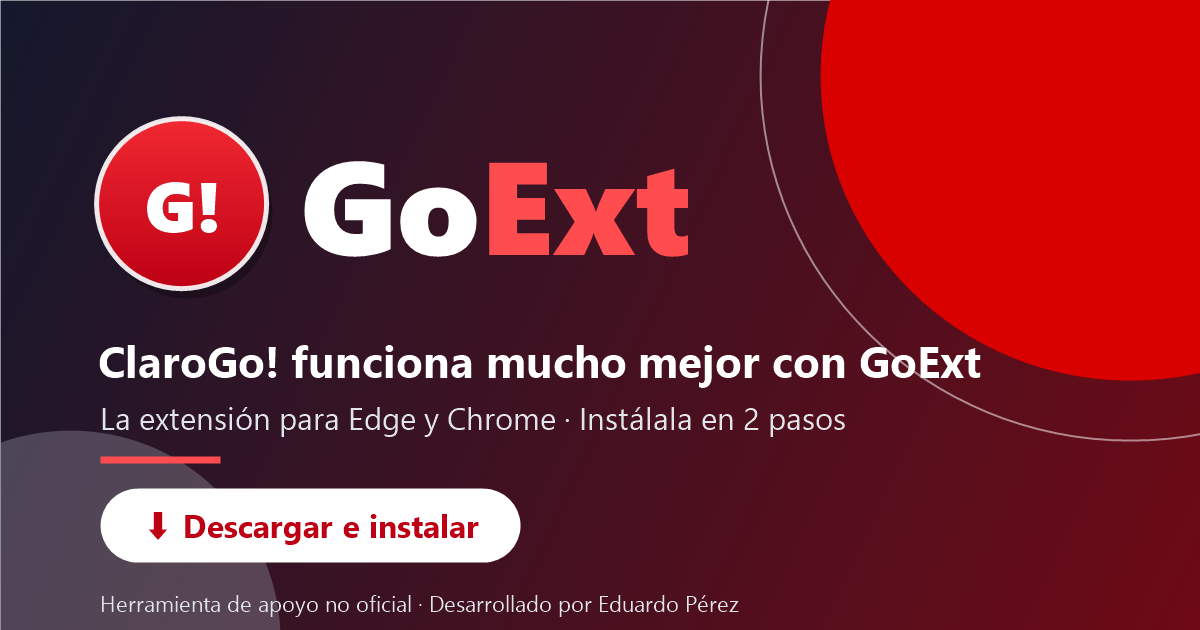 G!
GoExt
ClaroGo! funciona mucho mejor con GoExt
La extensión para Edge y Chrome · Instálala en 2 pasos
⬇ Descargar e instalar
Herramienta de apoyo no oficial · Desarrollado por Eduardo Pérez